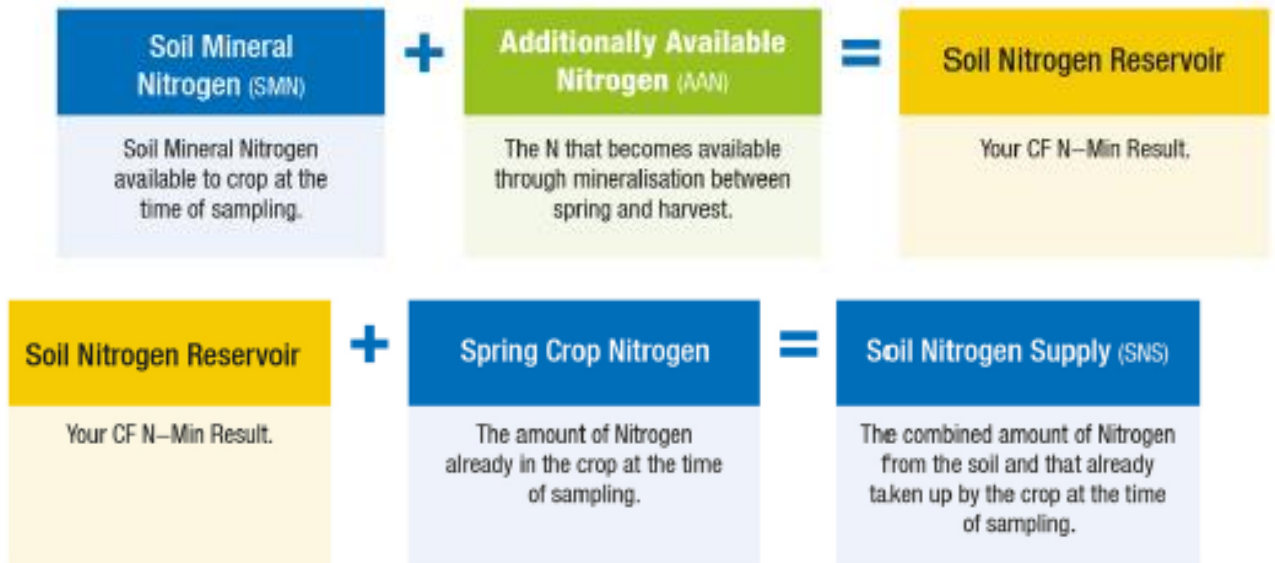 Soil Mineral
Nitrogen (SMN)
+
Additionally Available
Nitrogen (AAN)
=
Soil Nitrogen Reservoir
Soil Mineral Nitrogen
available to crop at the
time of sampling.
The N that becomes available
through mineralisation between
spring and harvest.
Your CF N–Min Result.
Soil Nitrogen Reservoir
+
Spring Crop Nitrogen
=
Soil Nitrogen Supply (SNS)
Your CF N–Min Result.
The amount of Nitrogen
already in the crop at the time
of sampling.
The combined amount of Nitrogen
from the soil and that already
taken up by the crop at the time
of sampling.